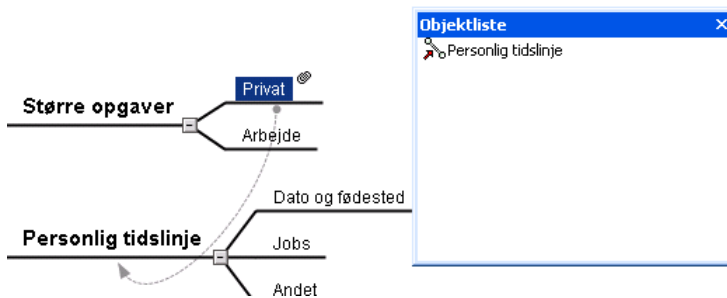 Objektliste
Personlig tidslinje
Privat
Større opgaver
Arbejde
Dato og fødested
Personlig tidslinje
Jobs
Andet